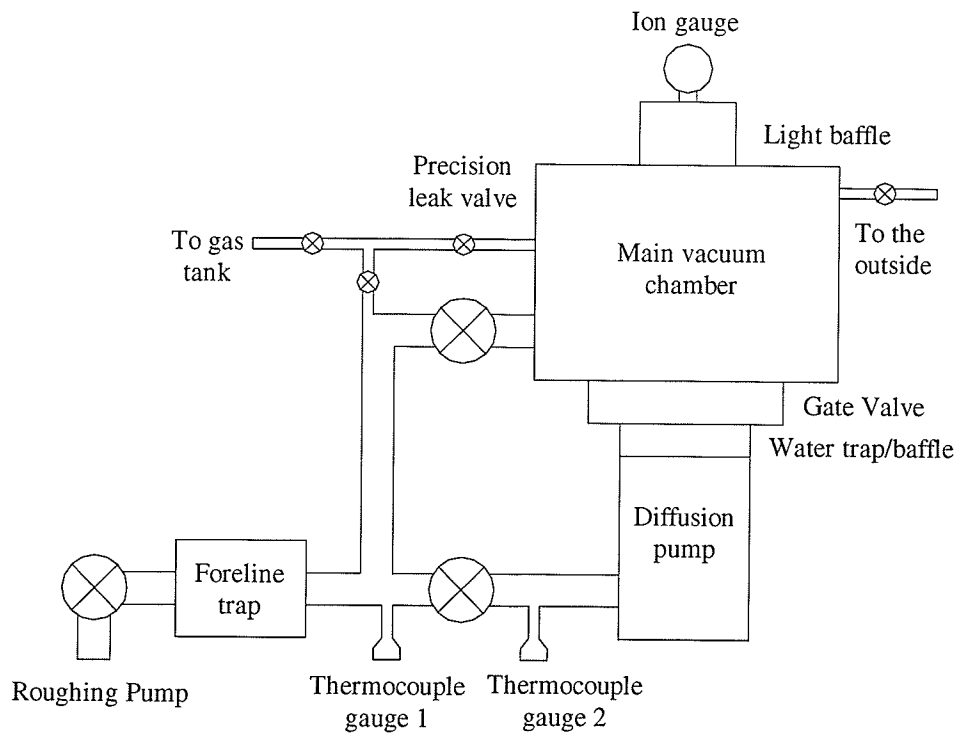 Ion gauge
Light baffle
Precision
leak valve
To gas
tank
To the
outside
Main vacuum
chamber
Gate Valve
Water trap/baffle
Diffusion
pump
Foreline
trap
Roughing Pump
Thermocouple
gauge 1
Thermocouple
gauge 2